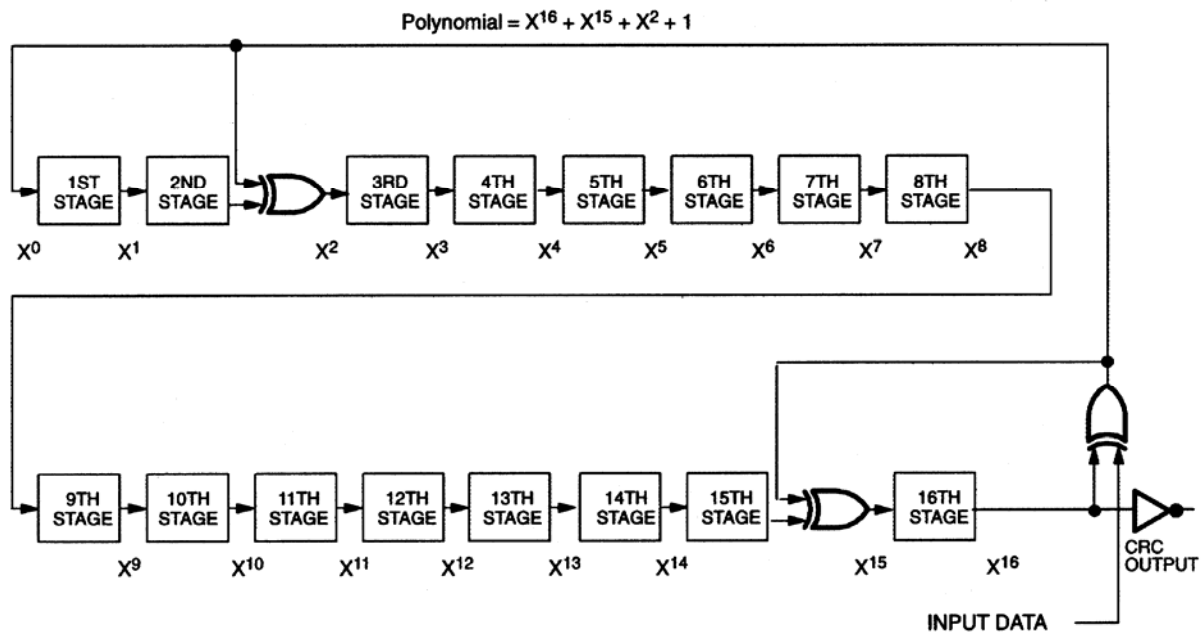 Polynomial = X¹⁶ + X¹⁵ + X² + 1
1ST
STAGE
2ND
STAGE
3RD
STAGE
4TH
STAGE
5TH
STAGE
6TH
STAGE
7TH
STAGE
8TH
STAGE
X⁰
X¹
X²
X³
X⁴
X⁵
X⁶
X⁷
X⁸
9TH
STAGE
10TH
STAGE
11TH
STAGE
12TH
STAGE
13TH
STAGE
14TH
STAGE
15TH
STAGE
16TH
STAGE
X⁹
X¹⁰
X¹¹
X¹²
X¹³
X¹⁴
X¹⁵
X¹⁶
CRC
OUTPUT
INPUT DATA